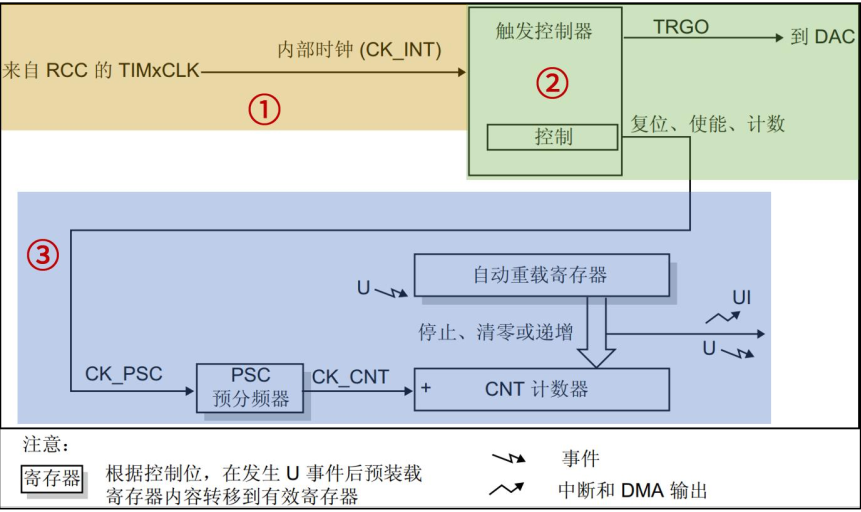 触发控制器
TRGO
到 DAC
内部时钟 (CK_INT)
来自 RCC 的 TIMxCLK
①
②
控制
复位、使能、计数
③
自动重载寄存器
U
UI
停止、清零或递增
U
CK_PSC
PSC
预分频器
CK_CNT
+
CNT 计数器
注意：
寄存器
根据控制位，在发生 U 事件后预装载
寄存器内容转移到有效寄存器
事件
中断和 DMA 输出